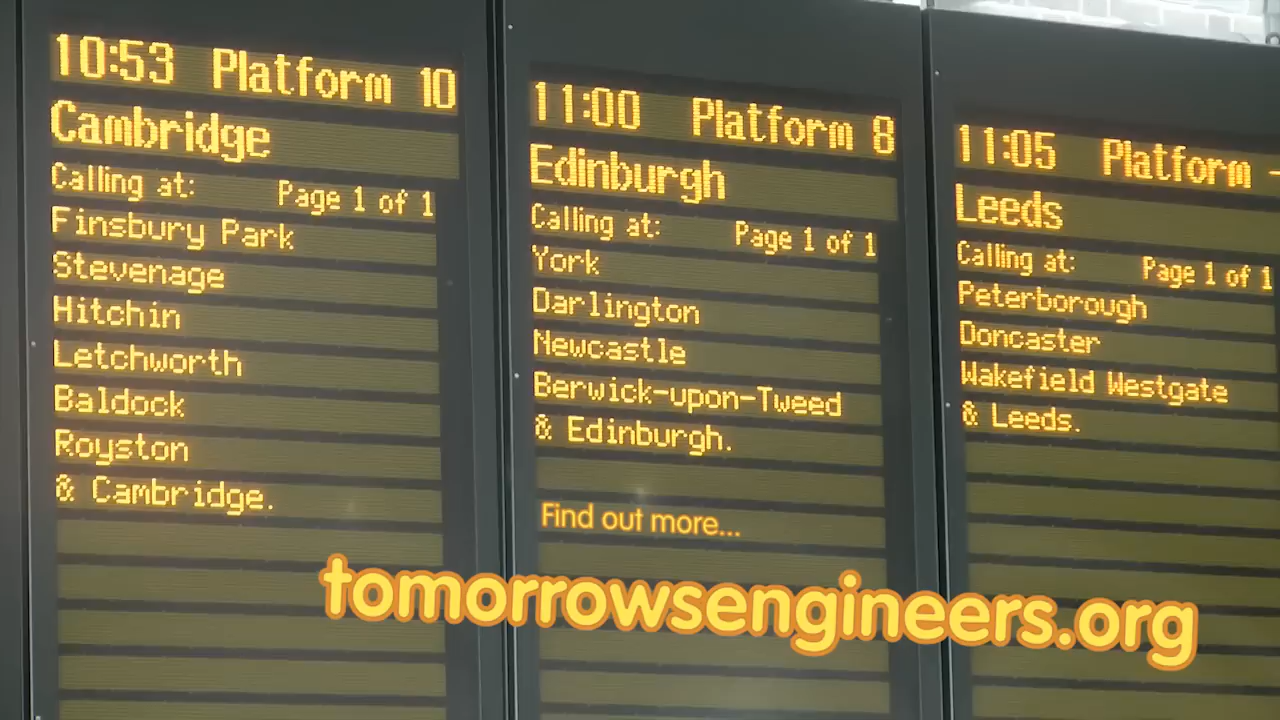 10:53 Platform 10
Cambridge
Calling at: Page 1 of 1
Finsbury Park
Stevenage
Hitchin
Letchworth
Baldock
Royston
& Cambridge.
11:00 Platform 8
Edinburgh
Calling at: Page 1 of 1
York
Darlington
Newcastle
Berwick-upon-Tweed
& Edinburgh.
Find out more...
11:05 Platform -
Leeds
Calling at: Page 1 of 1
Peterborough
Doncaster
Wakefield Westgate
& Leeds.
tomorrowsengineers.org